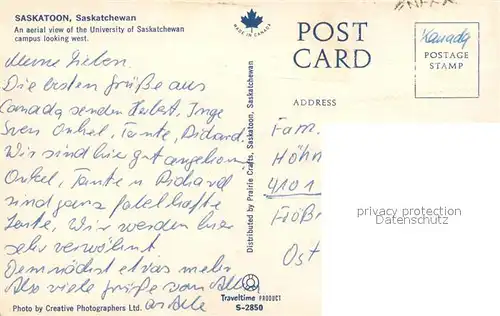 SASKATOON, Saskatchewan
An aerial view of the University of Saskatchewan
campus looking west.
MADE IN CANADA
POST
CARD
Kanada
POSTAGE
STAMP
ADDRESS
Meine Lieben.
Die ersten Grüße aus
Canada senden Herbert, Inge
Sven Onkel, Tante, Richard.
Wir sind hier gut angekommen
Onkel, Tante u Richard
sind ganz fabelhafte
Leute, Wir werden hier
sehr verwöhnt
Demnächst etwas mehr
Also viele Grüße von Allen
an Alle
Fam.
Höhn
4101
Ost
Distributed by Prairie Crafts, Saskatoon, Saskatchewan
privacy protection
AnsichtskartenCenter
Photo by Creative Photographers Ltd.
Traveltime PRODUCT
S-2850